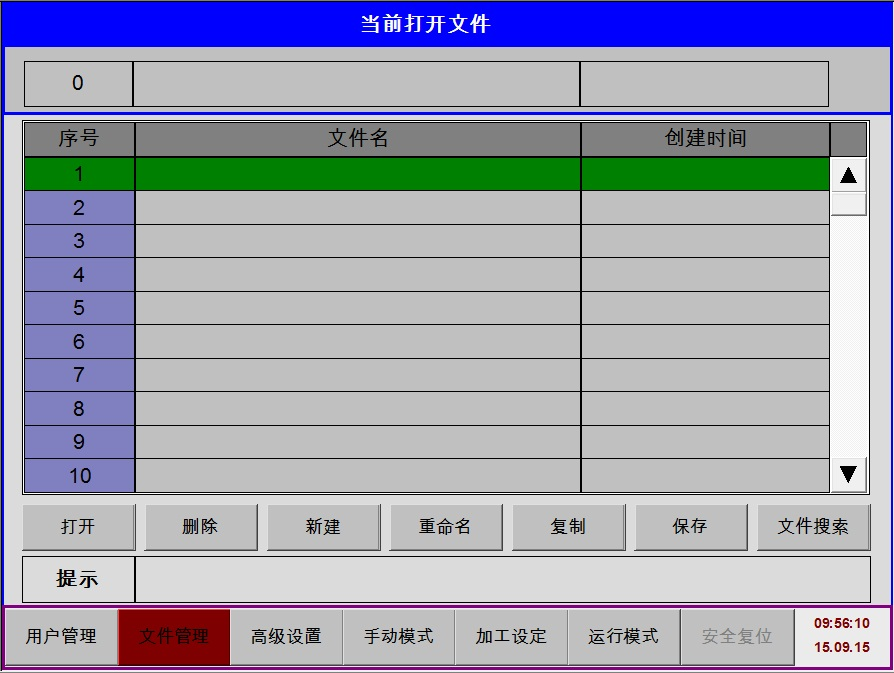 当前打开文件
0
序号 文件名 创建时间
1
2
3
4
5
6
7
8
9
10
打开 删除 新建 重命名 复制 保存 文件搜索
提示
用户管理 文件管理 高级设置 手动模式 加工设定 运行模式 安全复位 09:56:10
15.09.15